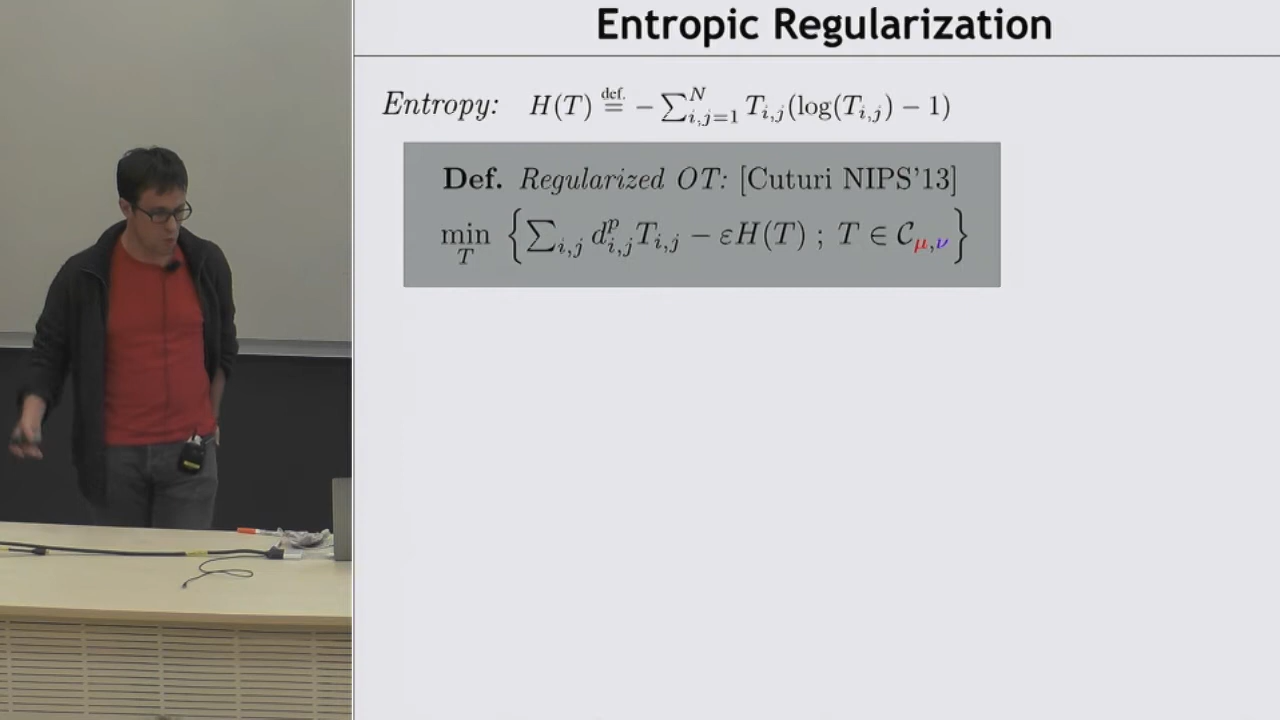 Entropic Regularization
Entropy: H(T) ≝ − ∑_{i,j=1}^{N} T_{i,j}(log(T_{i,j}) − 1)
Def. Regularized OT: [Cuturi NIPS'13]
min_T { ∑_{i,j} d^p_{i,j} T_{i,j} − εH(T) ; T ∈ C_{μ,ν} }